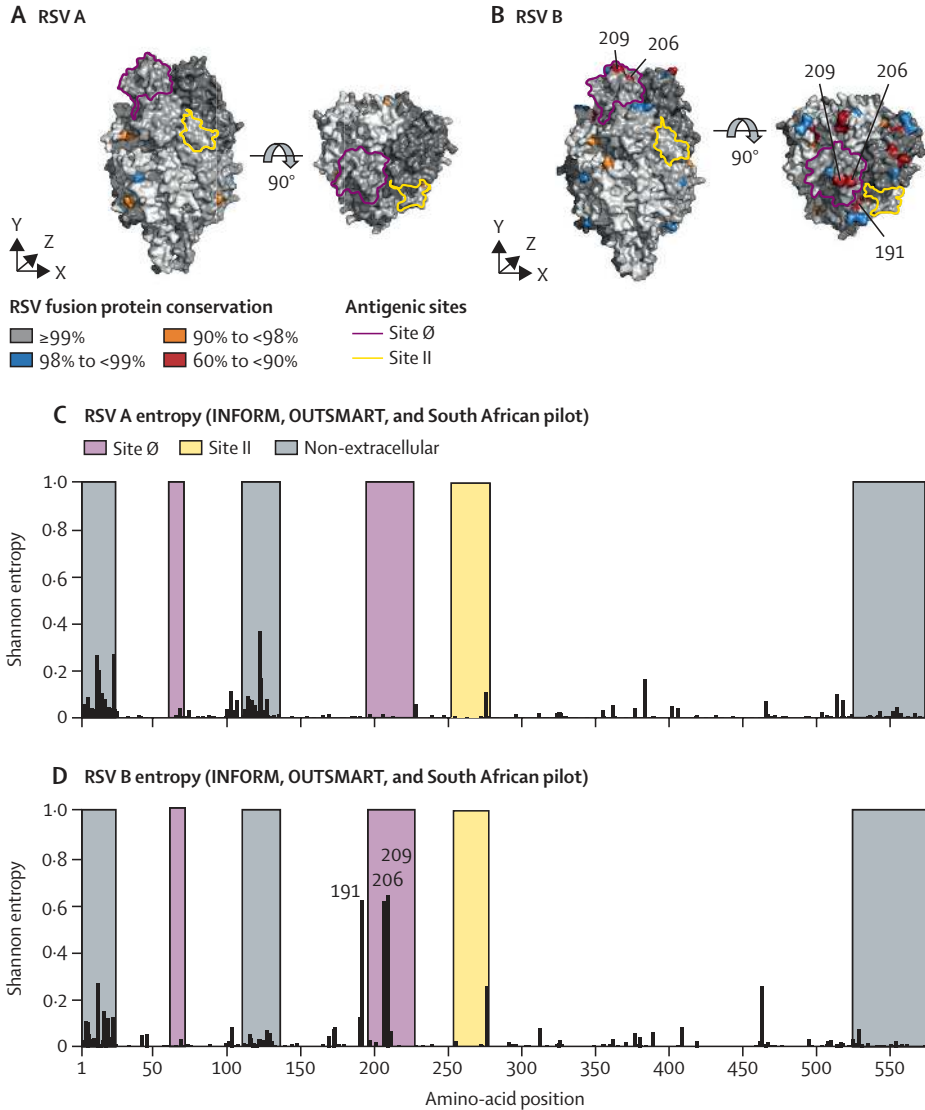 A RSV A
90°
Y
Z
X
B RSV B
209
206
209
206
90°
191
Y
Z
X
RSV fusion protein conservation
≥99%
90% to <98%
98% to <99%
60% to <90%
Antigenic sites
Site Ø
Site II
C RSV A entropy (INFORM, OUTSMART, and South African pilot)
Site Ø
Site II
Non-extracellular
Shannon entropy
1·0
0·8
0·6
0·4
0·2
0
D RSV B entropy (INFORM, OUTSMART, and South African pilot)
Shannon entropy
1·0
0·8
0·6
0·4
0·2
0
191
209
206
1 50 100 150 200 250 300 350 400 450 500 550
Amino-acid position